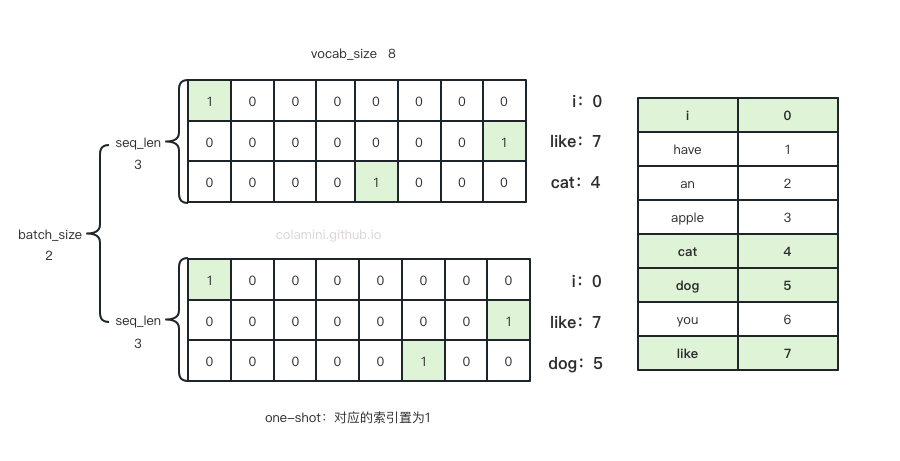 vocab_size 8
1 0 0 0 0 0 0 0
i: 0
seq_len
3
0 0 0 0 0 0 0 1
like: 7
0 0 0 0 1 0 0 0
cat: 4
batch_size
2
colamini.github.io
1 0 0 0 0 0 0 0
i: 0
seq_len
3
0 0 0 0 0 0 0 1
like: 7
0 0 0 0 0 1 0 0
dog: 5
one-shot: 对应的索引置为1
i 0
have 1
an 2
apple 3
cat 4
dog 5
you 6
like 7